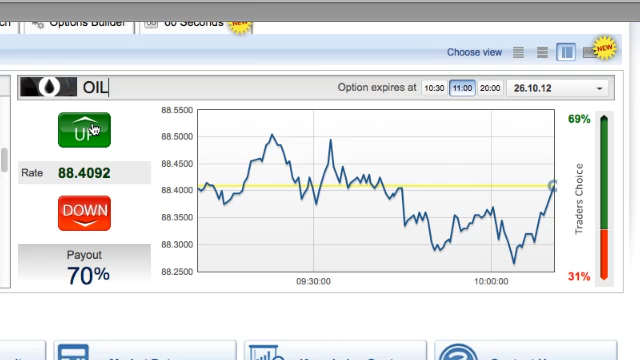 Options Builder
60 Seconds
NEW
Choose view
NEW
OIL
Option expires at 10:30 11:00 20:00 26.10.12
UP
Rate 88.4092
DOWN
Payout
70%
88.5500
88.5000
88.4500
88.4000
88.3500
88.3000
88.2500
09:30:00
10:00:00
69%
Traders Choice
31%